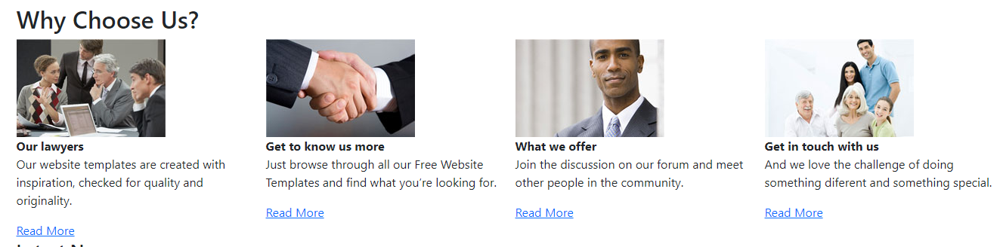 Why Choose Us?
Our lawyers
Our website templates are created with
inspiration, checked for quality and
originality.
Read More
Get to know us more
Just browse through all our Free Website
Templates and find what you’re looking for.
Read More
What we offer
Join the discussion on our forum and meet
other people in the community.
Read More
Get in touch with us
And we love the challenge of doing
something diferent and something special.
Read More